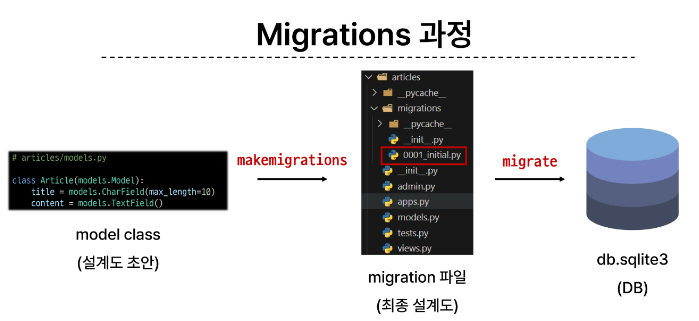 Migrations 과정
# articles/models.py
class Article(models.Model):
title = models.CharField(max_length=10)
content = models.TextField()
model class
(설계도 초안)
makemigrations
articles
__pycache__
migrations
__pycache__
__init__.py
0001_initial.py
__init__.py
admin.py
apps.py
models.py
tests.py
views.py
migration 파일
(최종 설계도)
migrate
db.sqlite3
(DB)